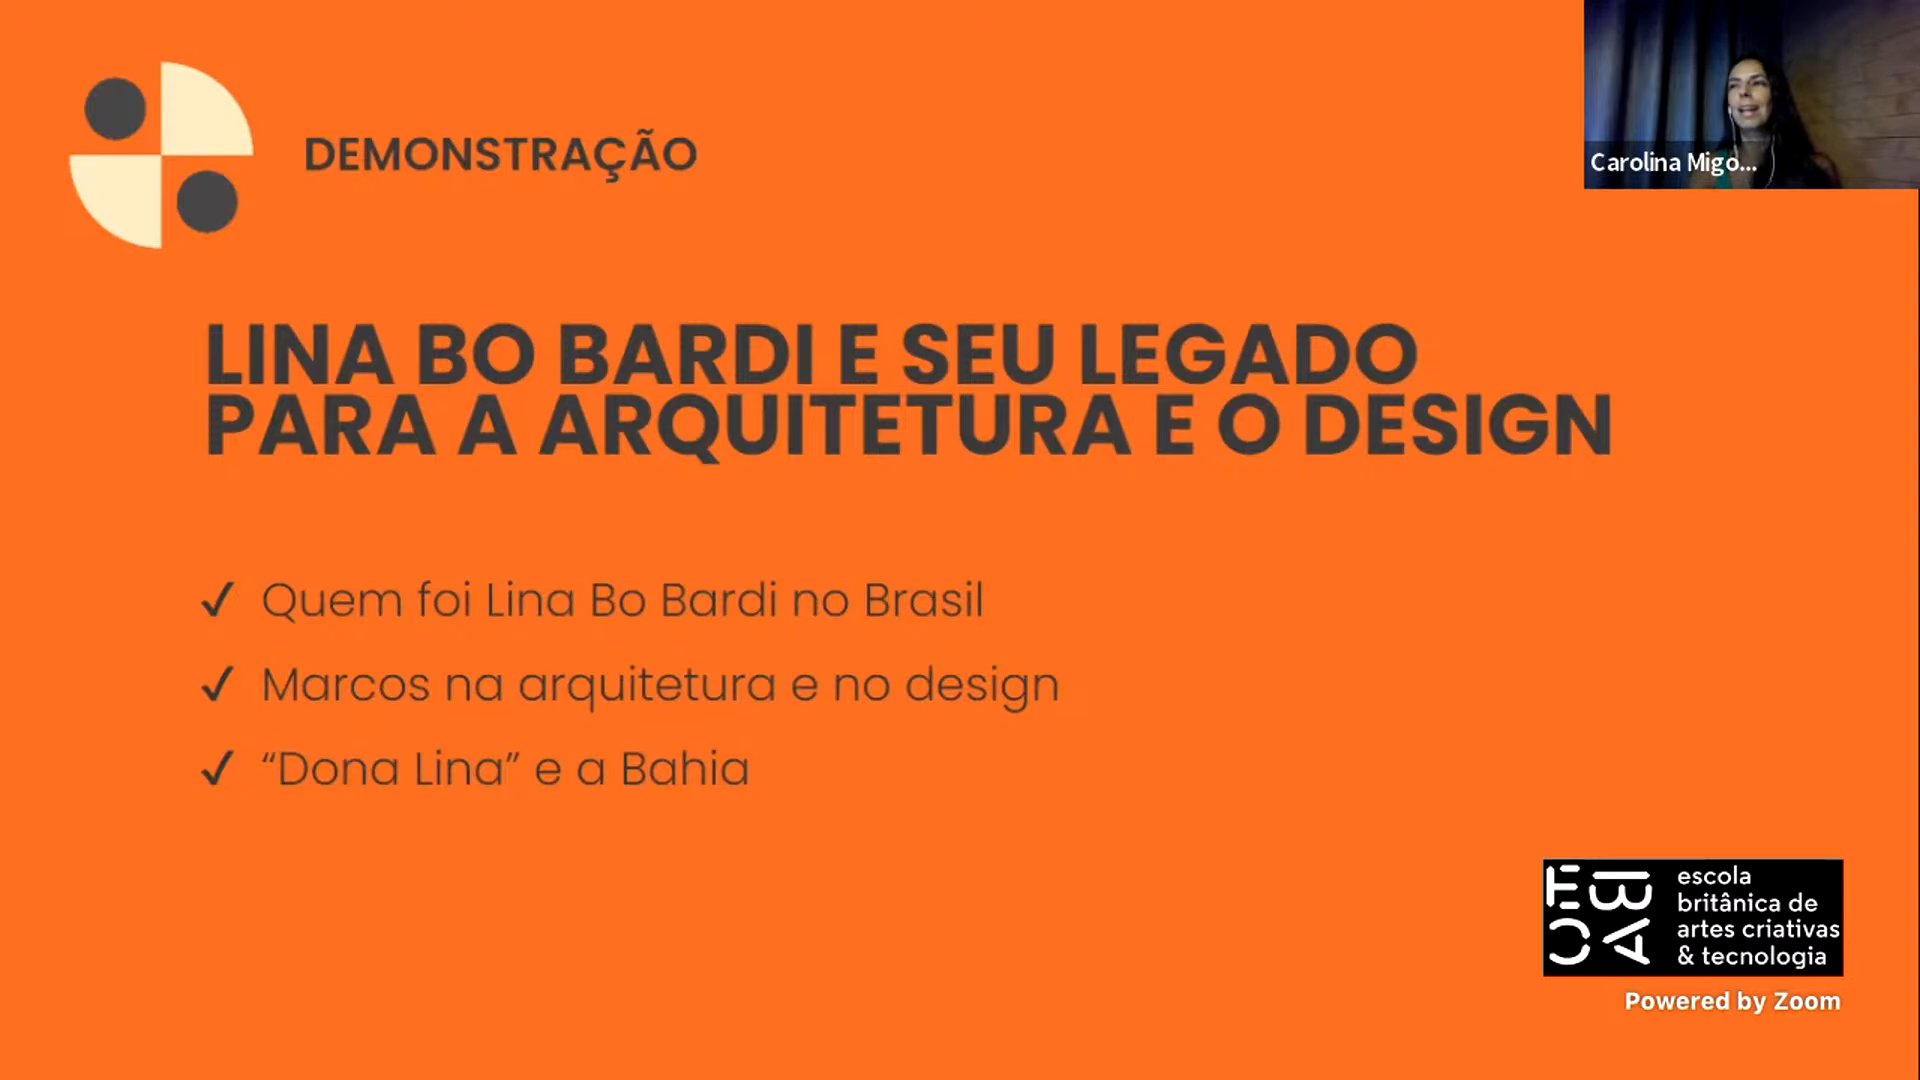 DEMONSTRAÇÃO
Carolina Migo...
LINA BO BARDI E SEU LEGADO
PARA A ARQUITETURA E O DESIGN
✓ Quem foi Lina Bo Bardi no Brasil
✓ Marcos na arquitetura e no design
✓ “Dona Lina” e a Bahia
EBAC
escola
britânica de
artes criativas
& tecnologia
Powered by Zoom